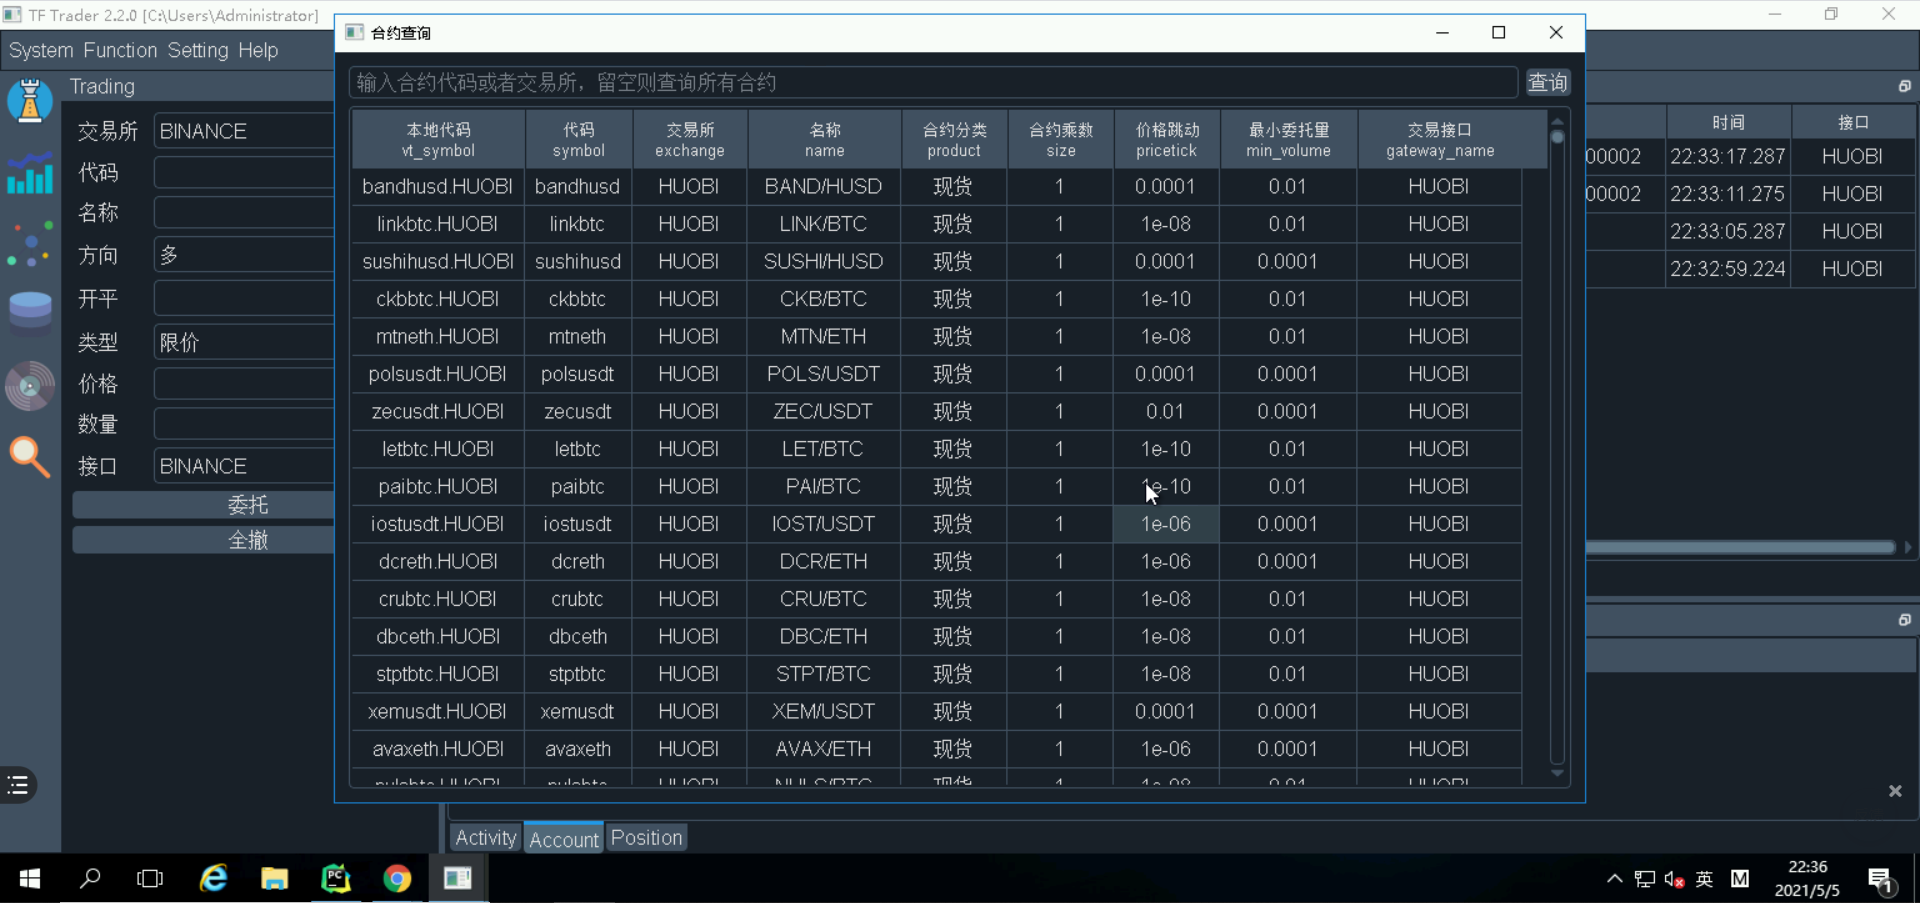 TF Trader 2.2.0 [C:\Users\Administrator]
System Function Setting Help
Trading
交易所 BINANCE
代码
名称
方向 多
开平
类型 限价
价格
数量
接口 BINANCE
委托
全撤
合约查询
输入合约代码或者交易所，留空则查询所有合约 查询
本地代码 代码 交易所 名称 合约分类 合约乘数 价格跳动 最小委托量 交易接口
vt_symbol symbol exchange name product size pricetick min_volume gateway_name
bandhusd.HUOBI bandhusd HUOBI BAND/HUSD 现货 1 0.0001 0.01 HUOBI
linkbtc.HUOBI linkbtc HUOBI LINK/BTC 现货 1 1e-08 0.01 HUOBI
sushihusd.HUOBI sushihusd HUOBI SUSHI/HUSD 现货 1 0.0001 0.0001 HUOBI
ckbbtc.HUOBI ckbbtc HUOBI CKB/BTC 现货 1 1e-10 0.01 HUOBI
mtneth.HUOBI mtneth HUOBI MTN/ETH 现货 1 1e-08 0.01 HUOBI
polsusdt.HUOBI polsusdt HUOBI POLS/USDT 现货 1 0.0001 0.0001 HUOBI
zecusdt.HUOBI zecusdt HUOBI ZEC/USDT 现货 1 0.01 0.0001 HUOBI
letbtc.HUOBI letbtc HUOBI LET/BTC 现货 1 1e-10 0.01 HUOBI
paibtc.HUOBI paibtc HUOBI PAI/BTC 现货 1 1e-10 0.01 HUOBI
iostusdt.HUOBI iostusdt HUOBI IOST/USDT 现货 1 1e-06 0.0001 HUOBI
dcreth.HUOBI dcreth HUOBI DCR/ETH 现货 1 1e-06 0.0001 HUOBI
crubtc.HUOBI crubtc HUOBI CRU/BTC 现货 1 1e-08 0.01 HUOBI
dbceth.HUOBI dbceth HUOBI DBC/ETH 现货 1 1e-08 0.01 HUOBI
stptbtc.HUOBI stptbtc HUOBI STPT/BTC 现货 1 1e-08 0.01 HUOBI
xemusdt.HUOBI xemusdt HUOBI XEM/USDT 现货 1 0.0001 0.0001 HUOBI
avaxeth.HUOBI avaxeth HUOBI AVAX/ETH 现货 1 1e-06 0.0001 HUOBI
时间 接口
00002 22:33:17.287 HUOBI
00002 22:33:11.275 HUOBI
22:33:05.287 HUOBI
22:32:59.224 HUOBI
Activity Account Position
英 M
22:36
2021/5/5
1